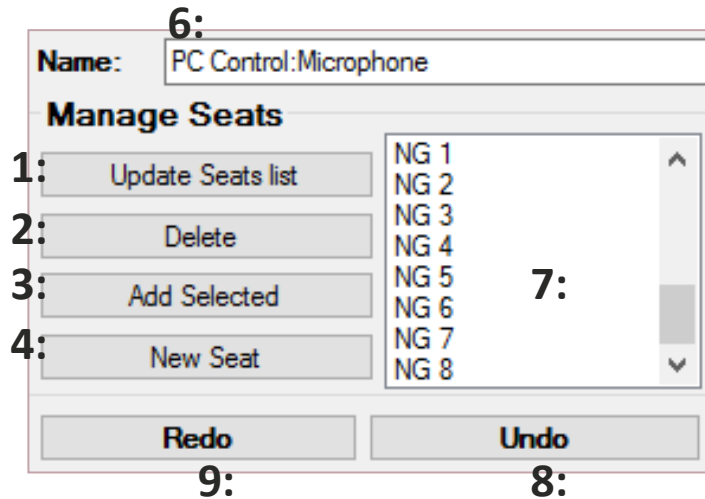 6:
Name: PC Control:Microphone
Manage Seats
1: Update Seats list
2: Delete
3: Add Selected
4: New Seat
NG 1
NG 2
NG 3
NG 4
NG 5
NG 6
NG 7
NG 8
7:
Redo Undo
9: 8: